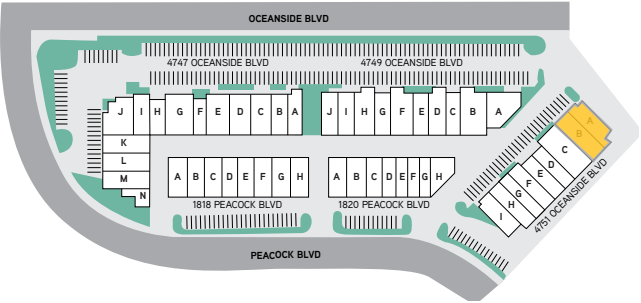 OCEANSIDE BLVD
4747 OCEANSIDE BLVD 4749 OCEANSIDE BLVD
J I H G F E D C B A J I H G F E D C B A
K
L
M
N
A B C D E F G H A B C D E F G H
1818 PEACOCK BLVD 1820 PEACOCK BLVD
A
B
C
D
E
F
G
H
I
4751 OCEANSIDE BLVD
PEACOCK BLVD